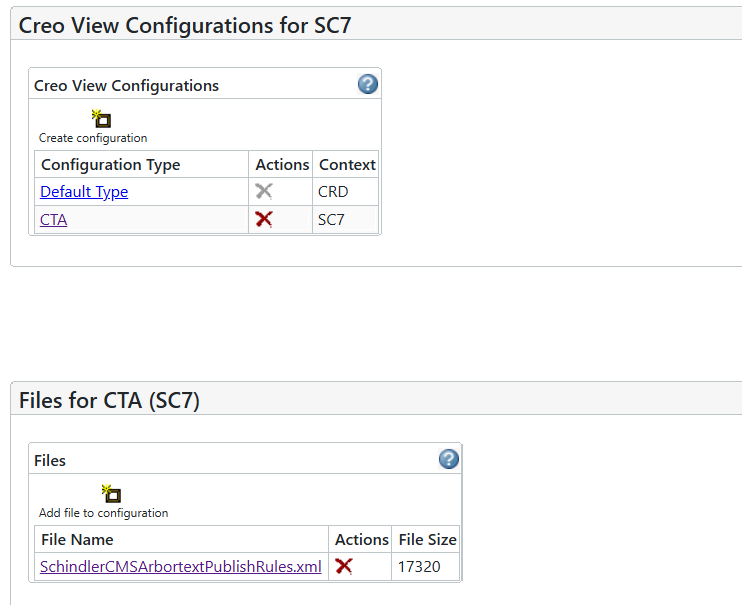 Creo View Configurations for SC7
Creo View Configurations
Create configuration
Configuration Type Actions Context
Default Type CRD
CTA SC7
Files for CTA (SC7)
Files
Add file to configuration
File Name Actions File Size
SchindlerCMSArbortextPublishRules.xml 17320